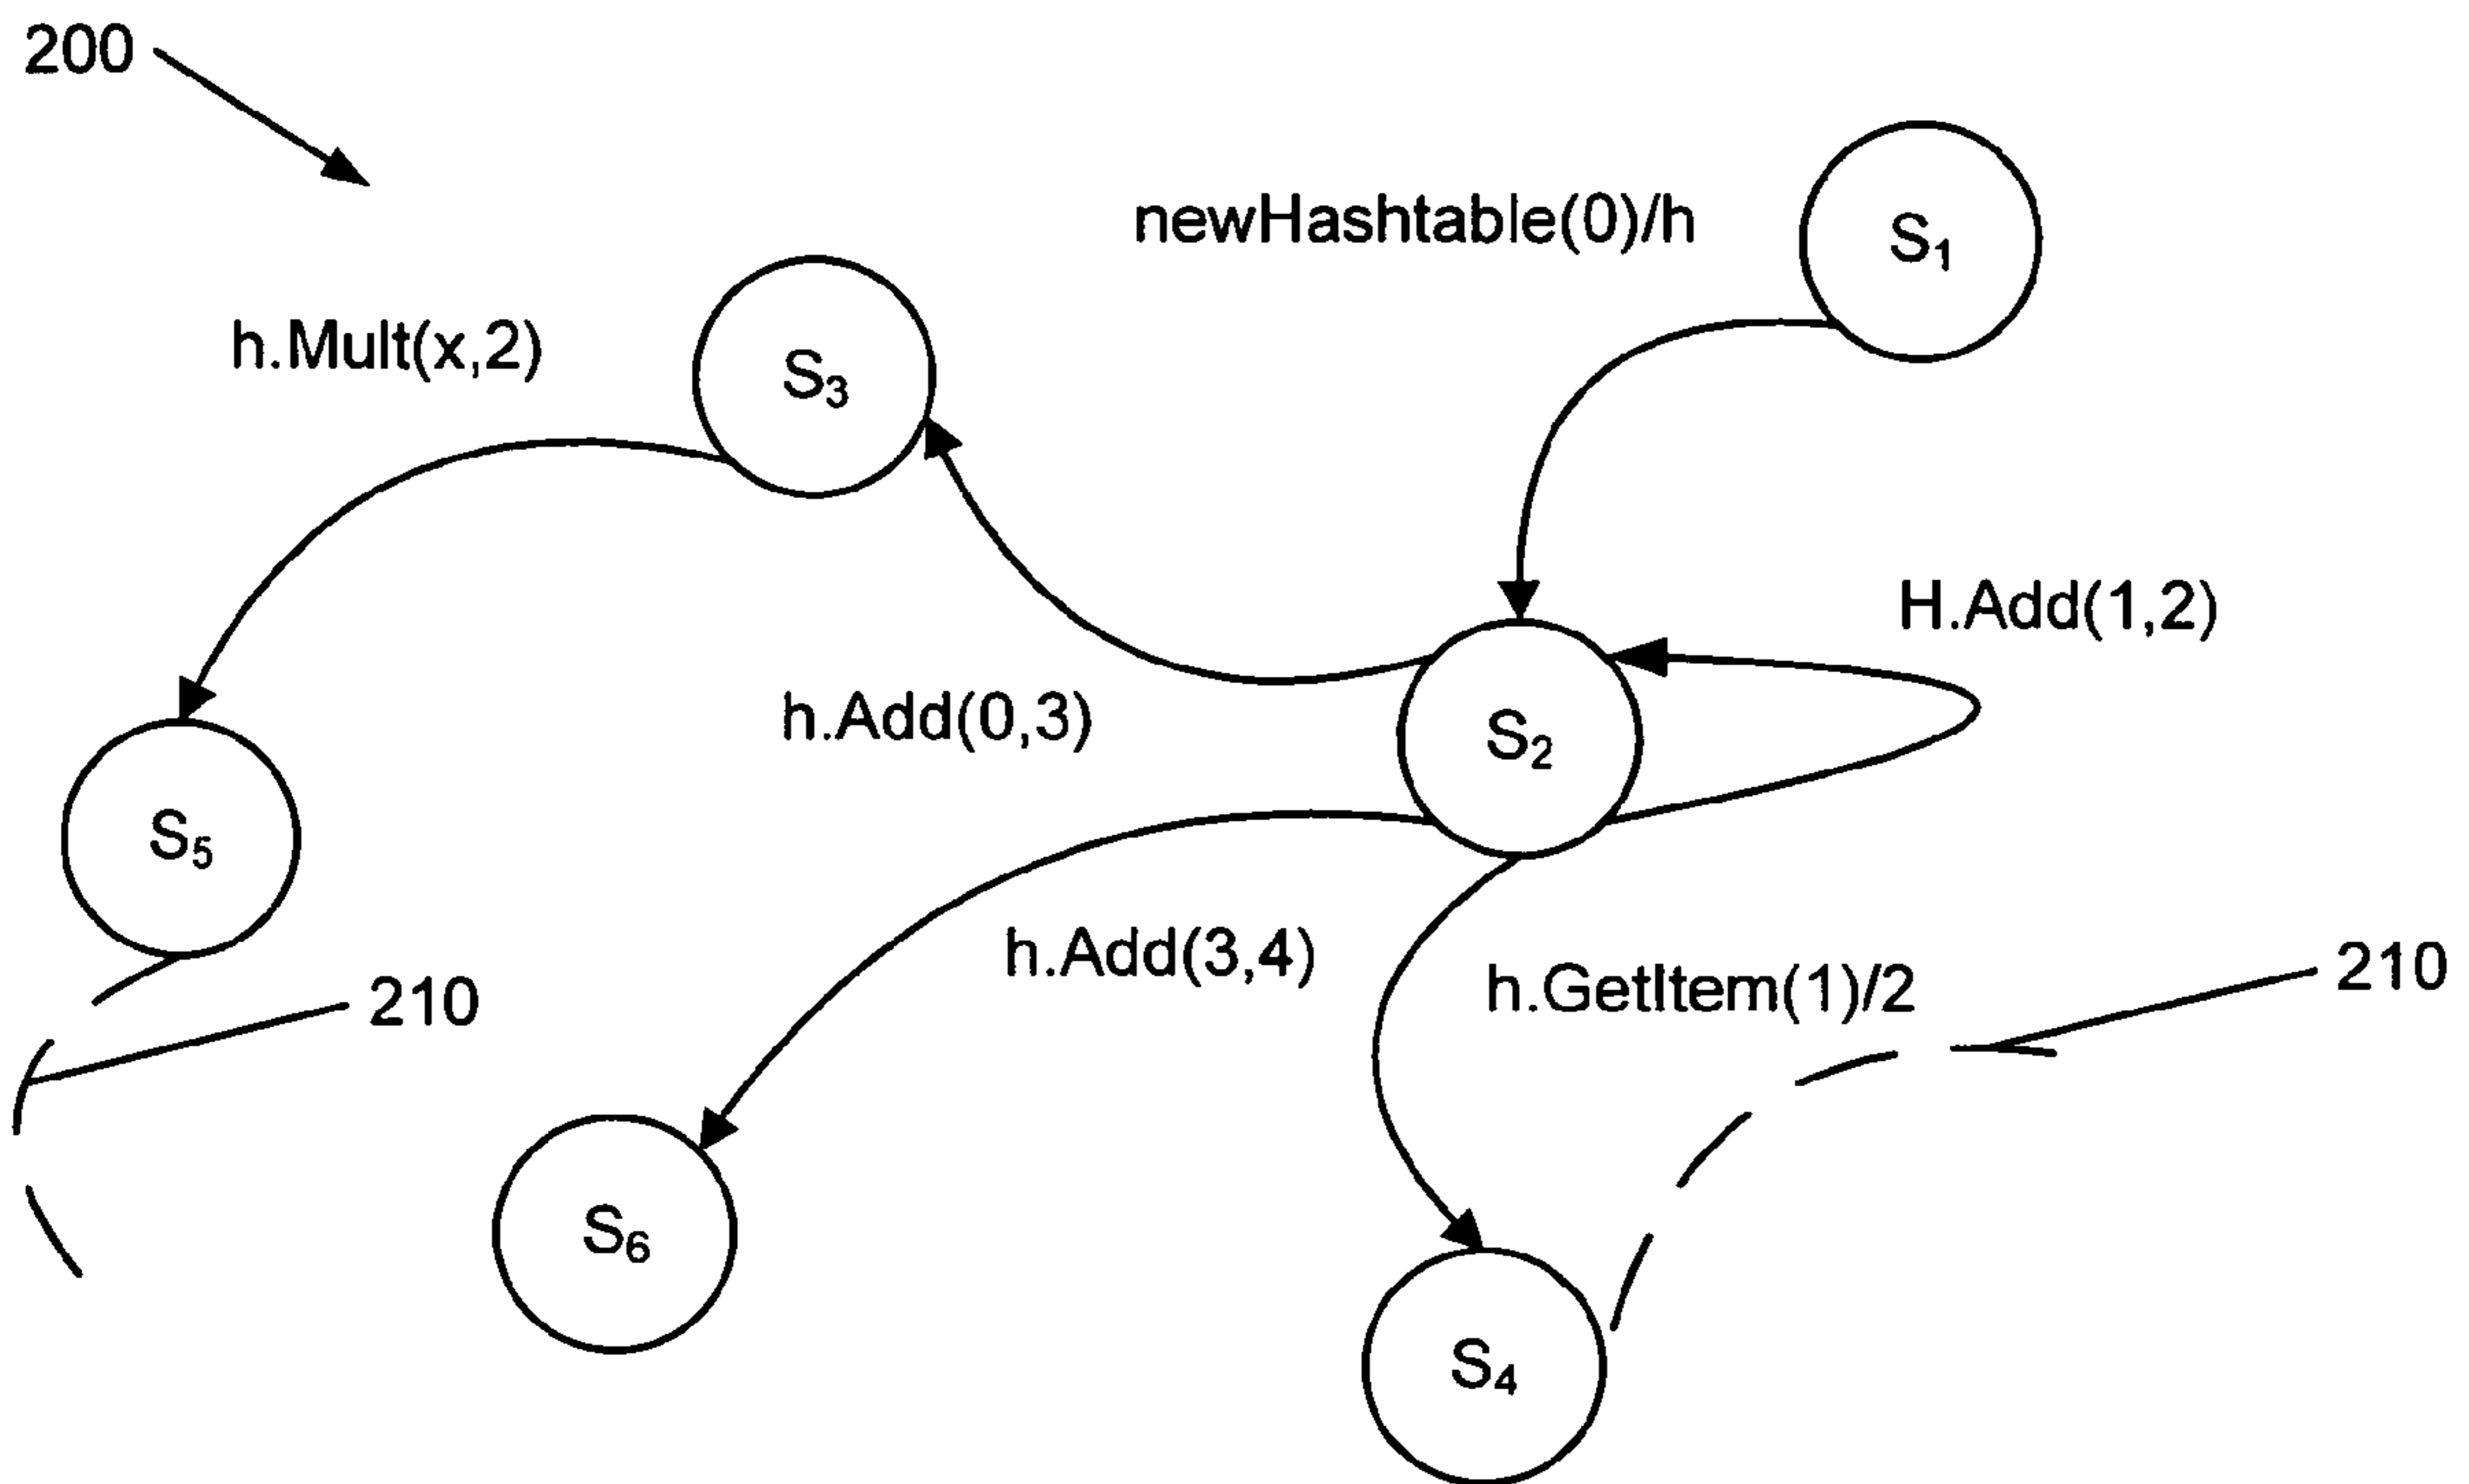 200
newHashtable(0)/h
S₁
h.Mult(x,2)
S₃
H.Add(1,2)
h.Add(0,3)
S₂
S₅
h.Add(3,4)
h.GetItem(1)/2
210
210
S₆
S₄